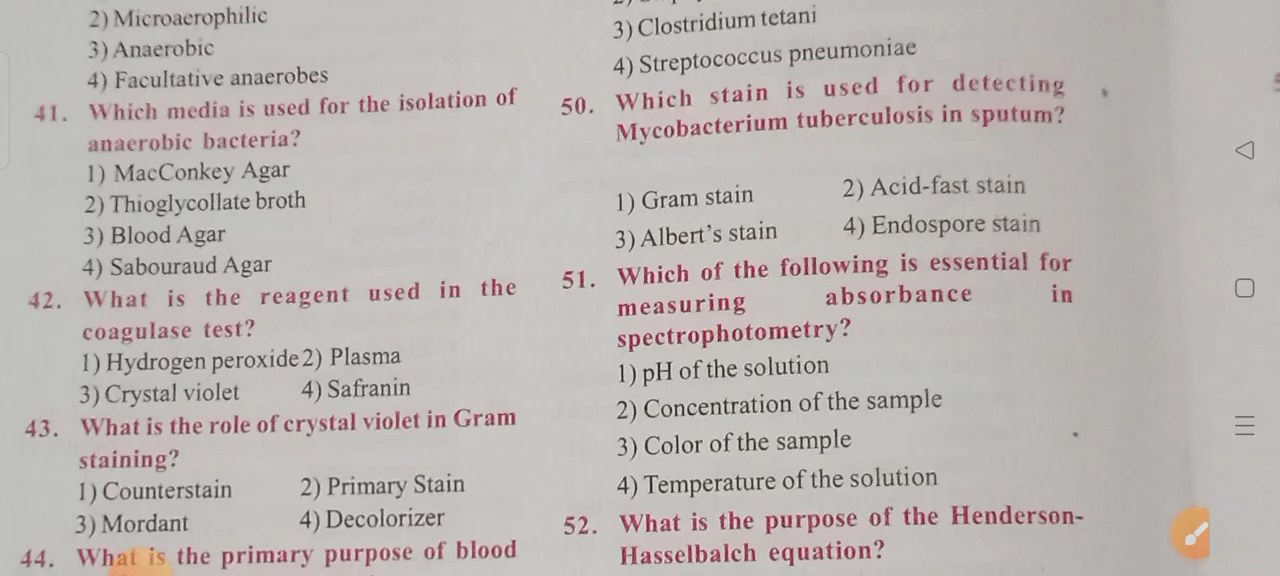 2) Microaerophilic
3) Anaerobic
4) Facultative anaerobes
41. Which media is used for the isolation of
anaerobic bacteria?
1) MacConkey Agar
2) Thioglycollate broth
3) Blood Agar
4) Sabouraud Agar
42. What is the reagent used in the
coagulase test?
1) Hydrogen peroxide 2) Plasma
3) Crystal violet 4) Safranin
43. What is the role of crystal violet in Gram
staining?
1) Counterstain 2) Primary Stain
3) Mordant 4) Decolorizer
44. What is the primary purpose of blood
3) Clostridium tetani
4) Streptococcus pneumoniae
50. Which stain is used for detecting
Mycobacterium tuberculosis in sputum?
1) Gram stain 2) Acid-fast stain
3) Albert's stain 4) Endospore stain
51. Which of the following is essential for
measuring absorbance in
spectrophotometry?
1) pH of the solution
2) Concentration of the sample
3) Color of the sample
4) Temperature of the solution
52. What is the purpose of the Henderson-
Hasselbalch equation?